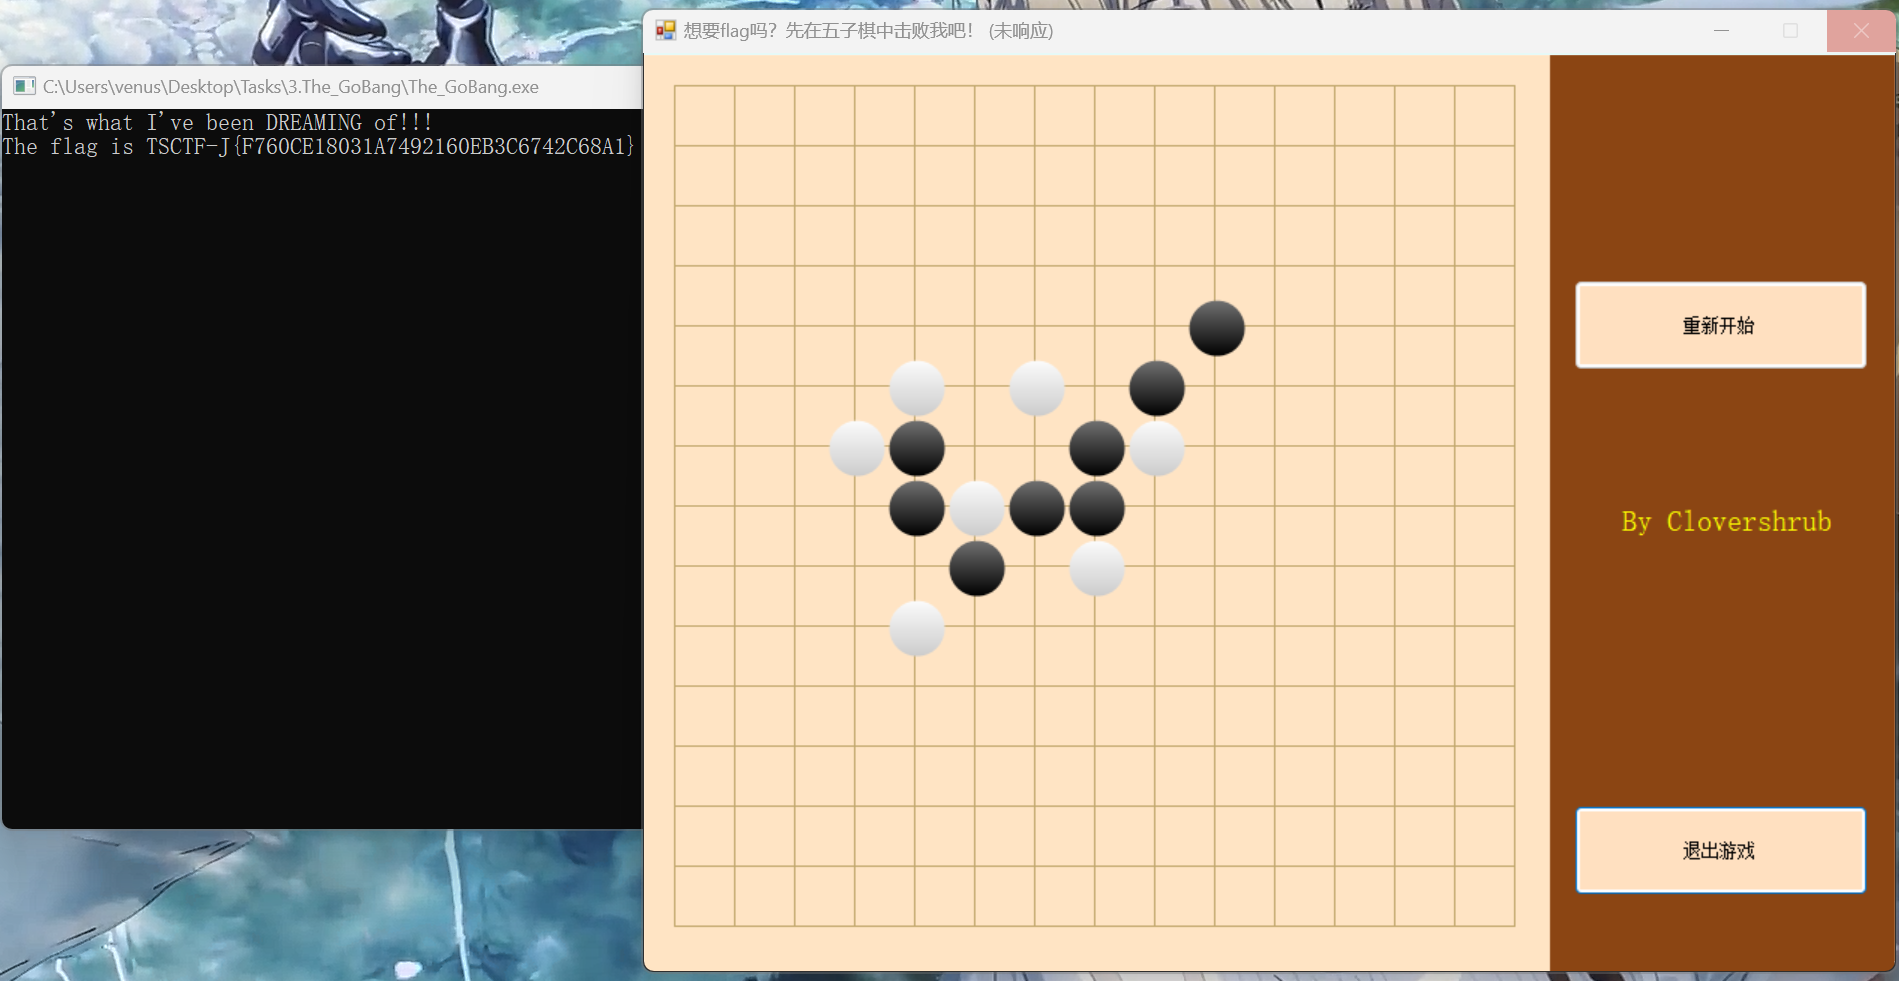 想要flag吗？先在五子棋中击败我吧！ (未响应)
C:\Users\venus\Desktop\Tasks\3.The_GoBang\The_GoBang.exe
That's what I've been DREAMING of!!!
The flag is TSCTF-J{F760CE18031A7492160EB3C6742C68A1}
重新开始
By Clovershrub
退出游戏